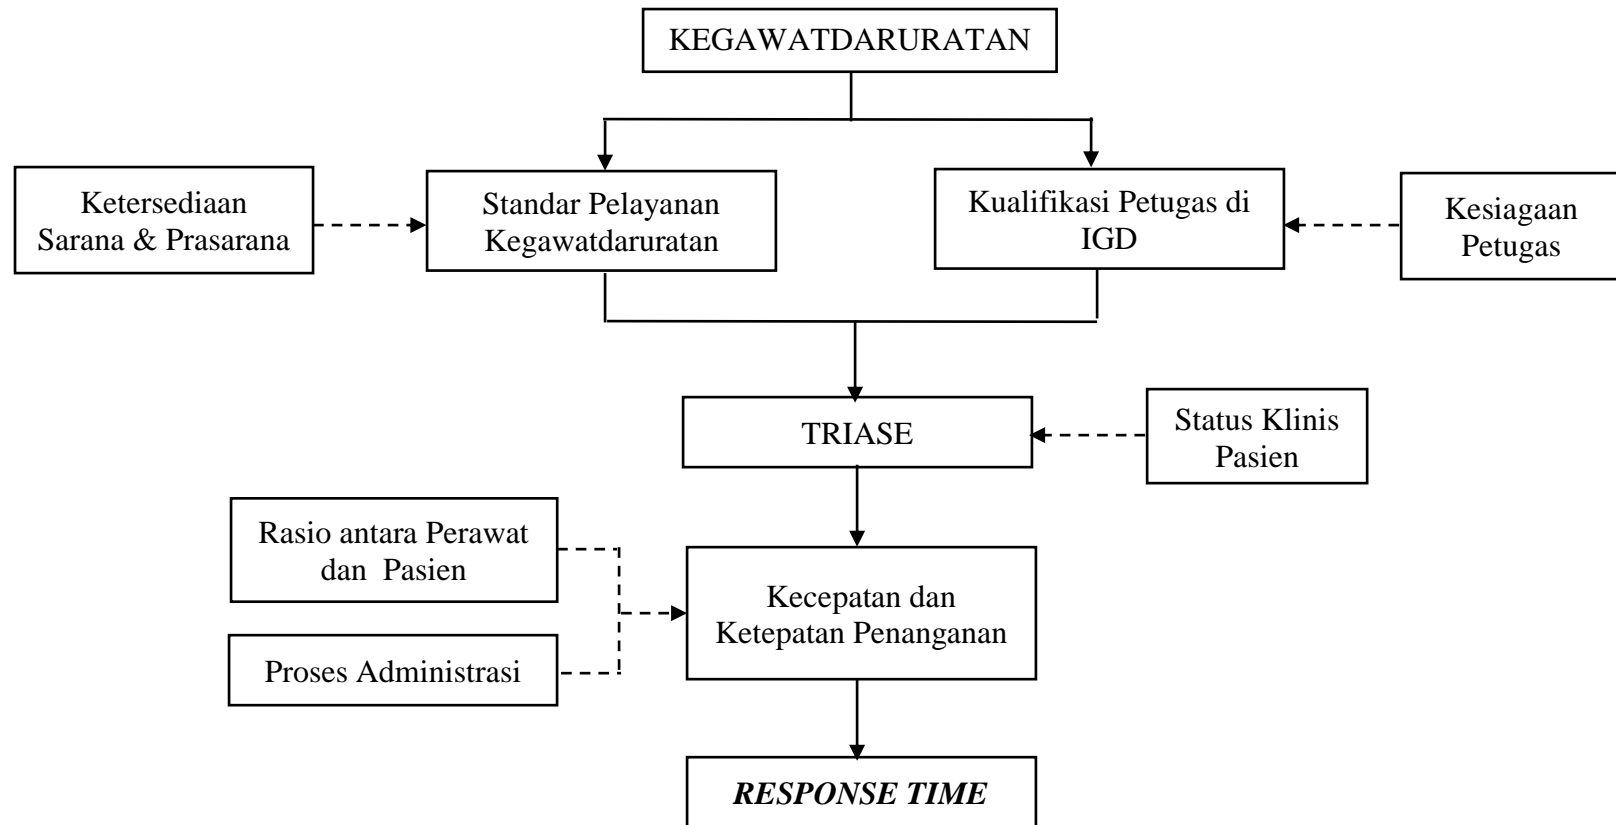 KEGAWATDARURATAN
Ketersediaan
Sarana & Prasarana
Standar Pelayanan
Kegawatdaruratan
Kualifikasi Petugas di
IGD
Kesiagaan
Petugas
TRIASE
Status Klinis
Pasien
Rasio antara Perawat
dan Pasien
Proses Administrasi
Kecepatan dan
Ketepatan Penanganan
RESPONSE TIME